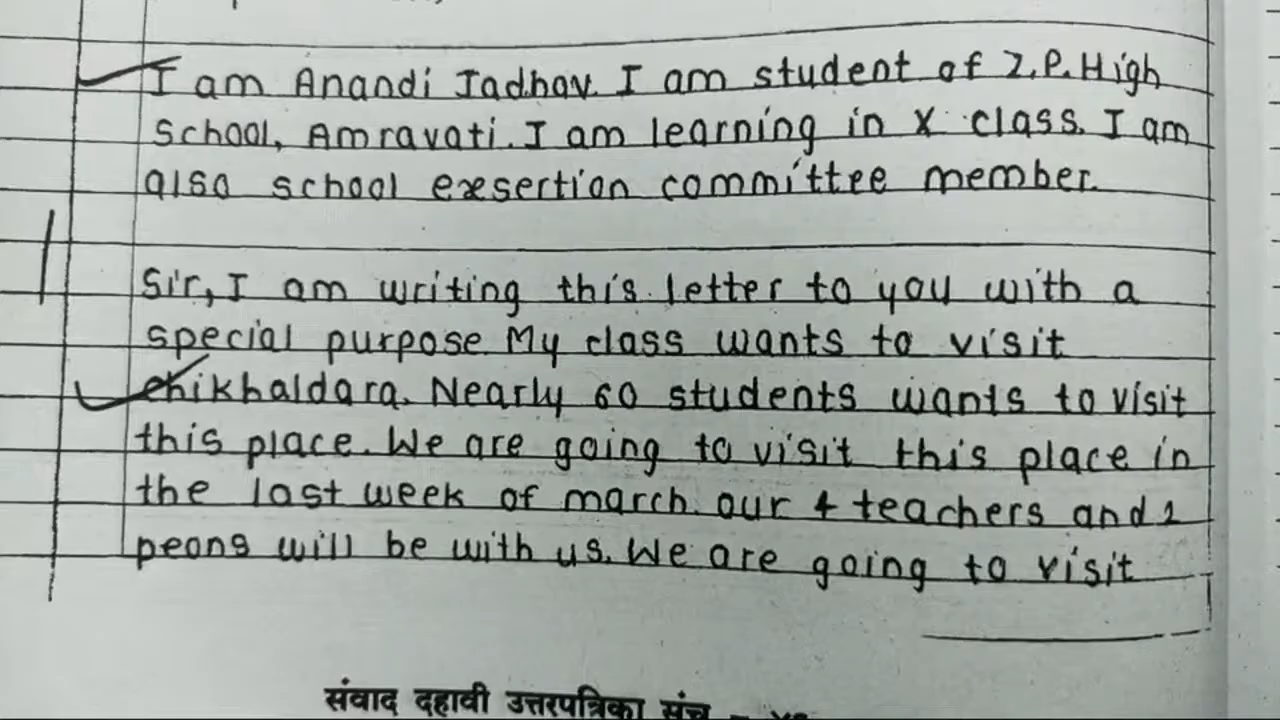 I am Anandi Jadhav. I am student of Z.P. High
school, Amravati. I am learning in X class. I am
also school exsertion committee member.
Sir, I am writing this letter to you with a
special purpose. My class wants to visit
chikhaldara. Nearly 60 students wants to visit
this place. We are going to visit this place in
the last week of march. our 4 teachers and 2
peons will be with us. We are going to visit
संवाद दहावी उत्तरपत्रिका संच -